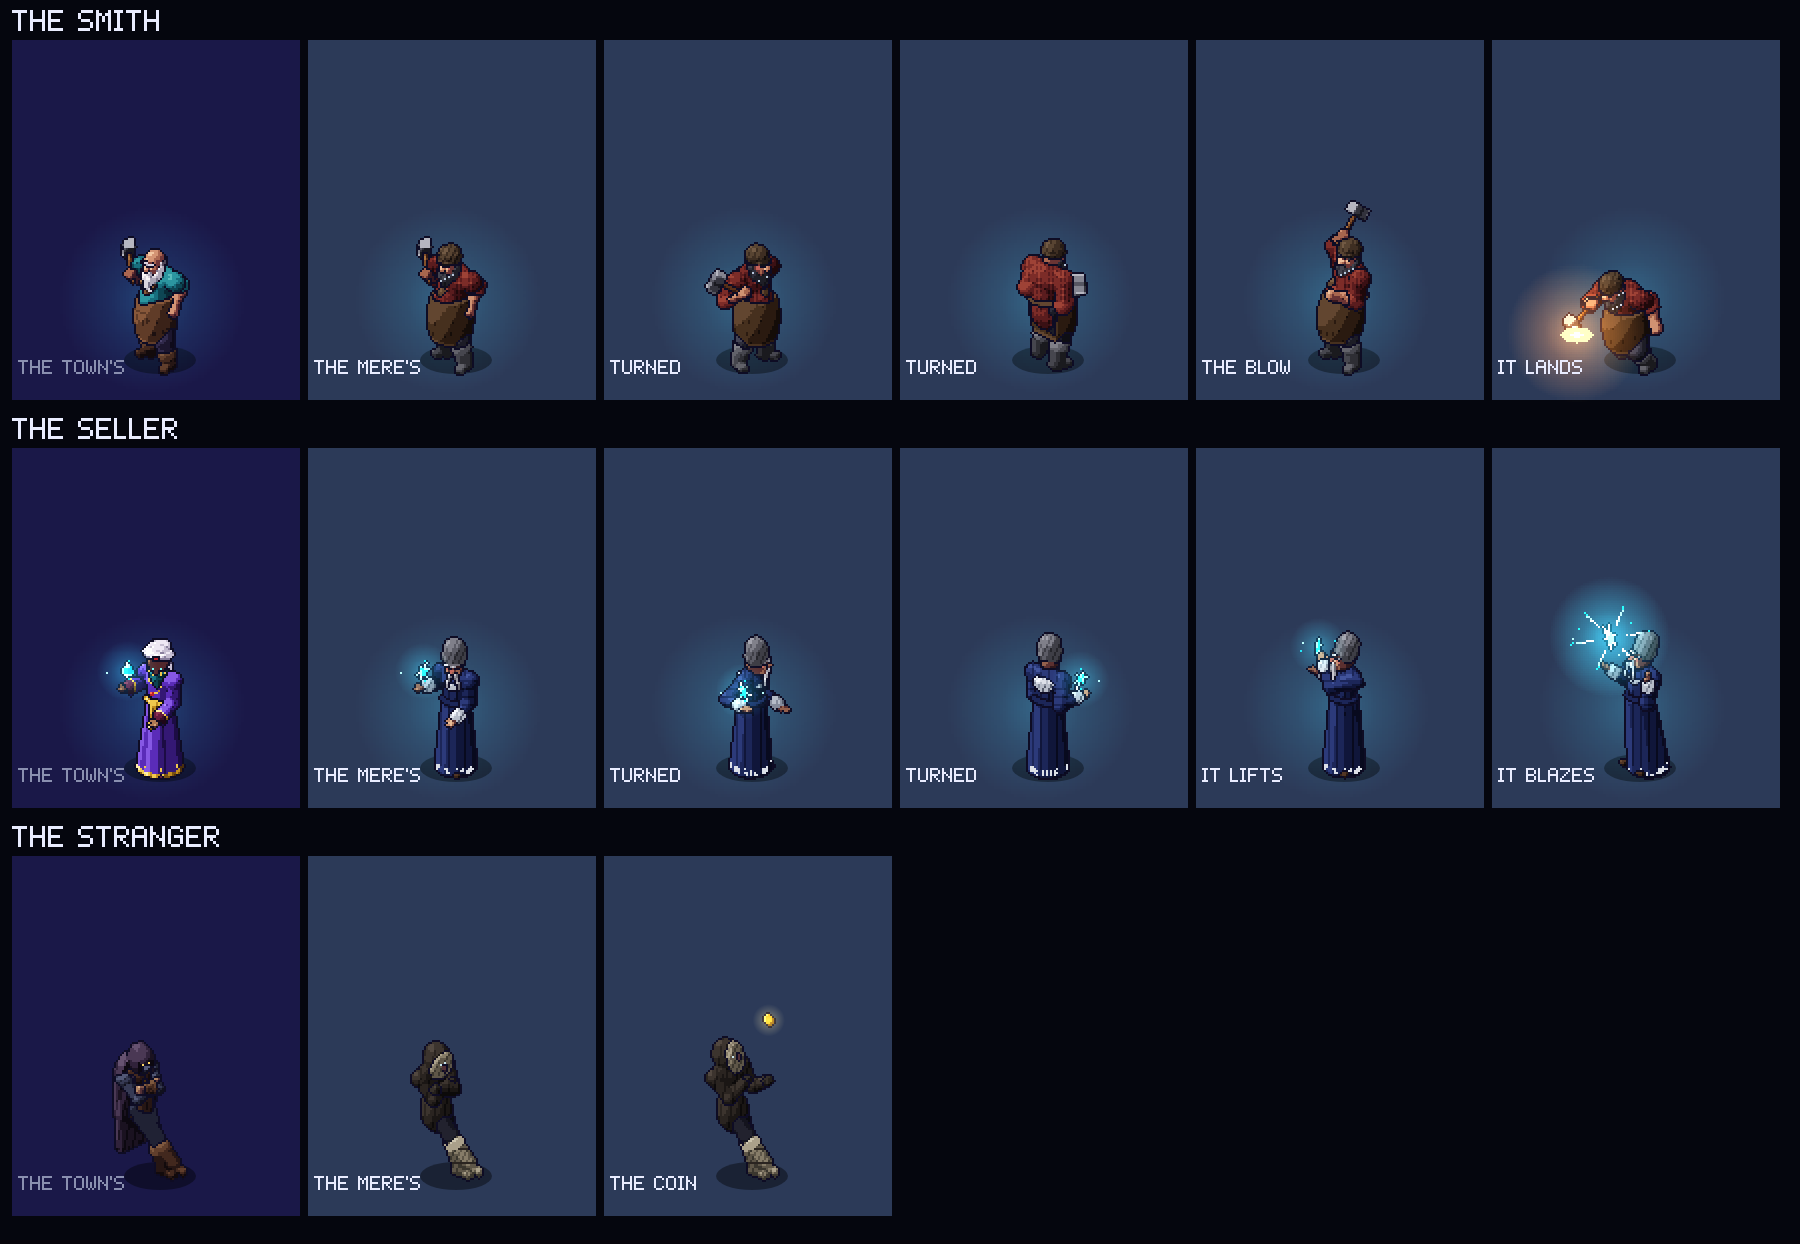 THE SMITH
THE TOWN'S THE MERE'S TURNED TURNED THE BLOW IT LANDS
THE SELLER
THE TOWN'S THE MERE'S TURNED TURNED IT LIFTS IT BLAZES
THE STRANGER
THE TOWN'S THE MERE'S THE COIN